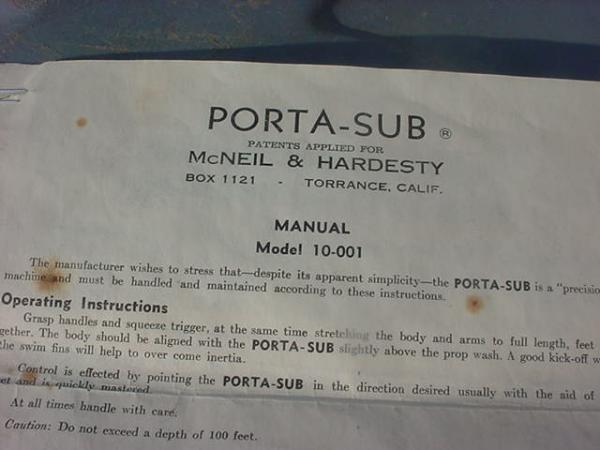 PORTA-SUB ®
PATENTS APPLIED FOR
McNEIL & HARDESTY
BOX 1121 - TORRANCE, CALIF.
MANUAL
Model 10-001
The manufacturer wishes to stress that—despite its apparent simplicity—the PORTA-SUB is a "precisio
machine and must be handled and maintained according to these instructions.
Operating Instructions
Grasp handles and squeeze trigger, at the same time stretching the body and arms to full length, feet
gether. The body should be aligned with the PORTA-SUB slightly above the prop wash. A good kick-off w
the swim fins will help to over come inertia.
Control is effected by pointing the PORTA-SUB in the direction desired usually with the aid of
et and is quickly mastered.
At all times handle with care.
Caution: Do not exceed a depth of 100 feet.